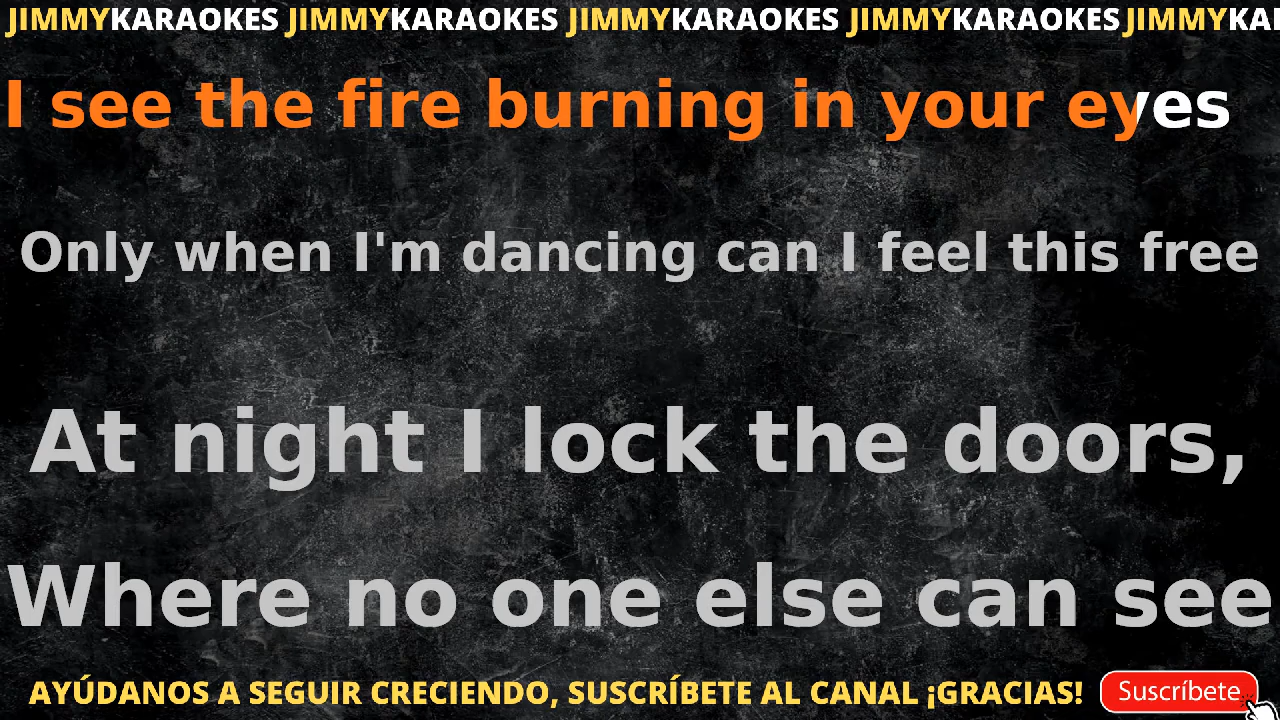 JIMMYKARAOKES JIMMYKARAOKES JIMMYKARAOKES JIMMYKARAOKES JIMMYKA
I see the fire burning in your eyes
Only when I'm dancing can I feel this free
At night I lock the doors,
Where no one else can see
AYÚDANOS A SEGUIR CRECIENDO, SUSCRÍBETE AL CANAL ¡GRACIAS! Suscríbete